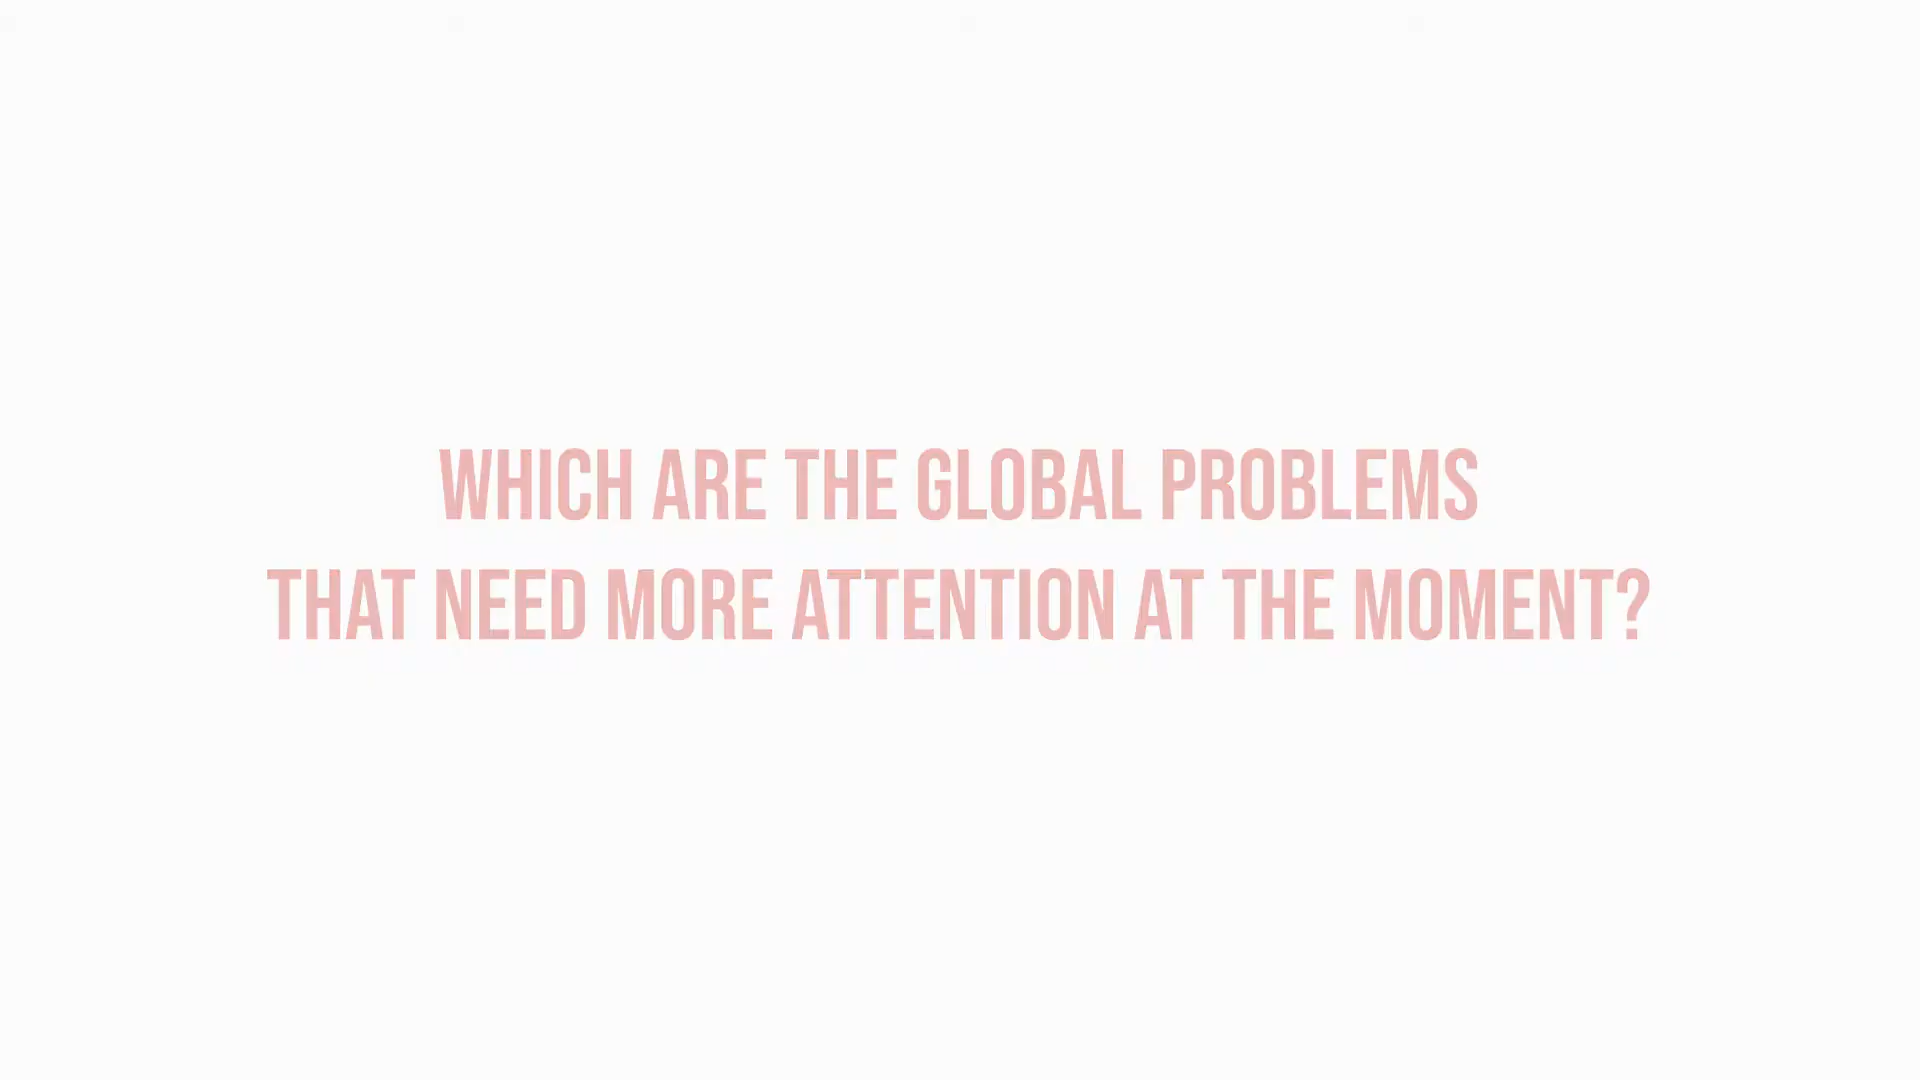 WHICH ARE THE GLOBAL PROBLEMS
THAT NEED MORE ATTENTION AT THE MOMENT?